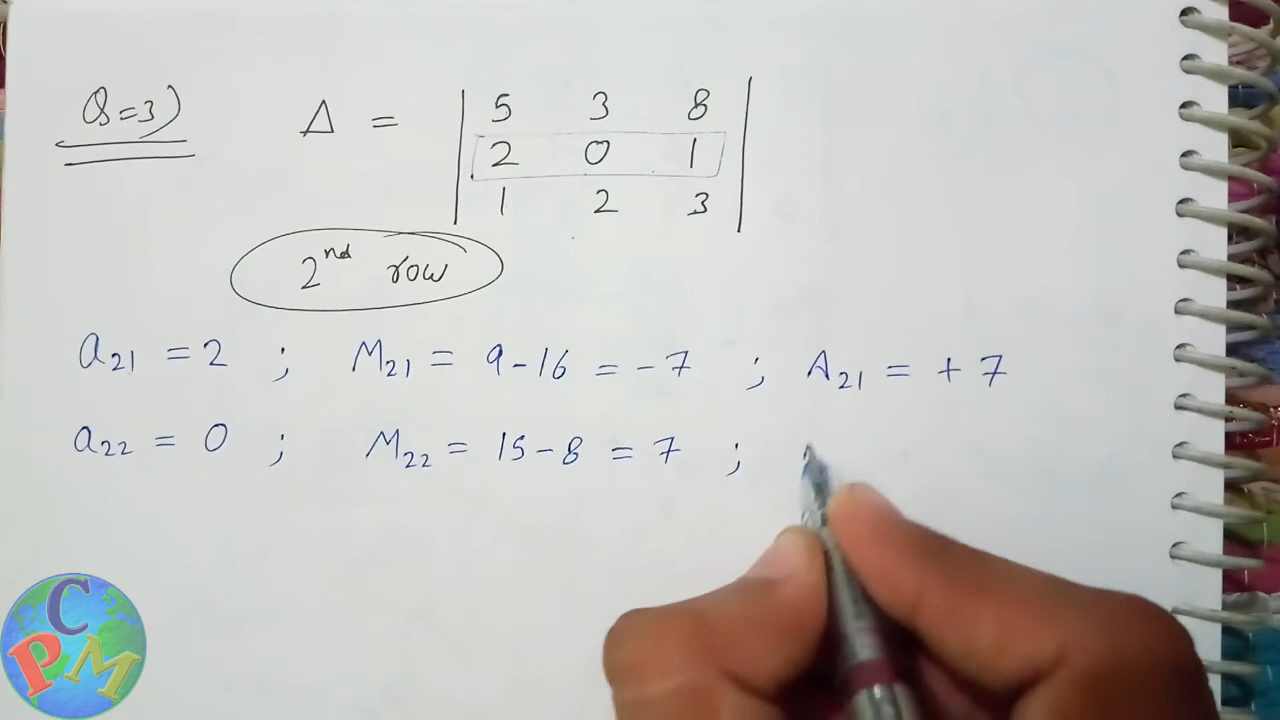 Q=3) Δ = | 5 3 8 |
| 2 0 1 |
| 1 2 3 |
2nd row
a21 = 2 ; M21 = 9-16 = -7 ; A21 = +7
a22 = 0 ; M22 = 15-8 = 7 ;
C
P M